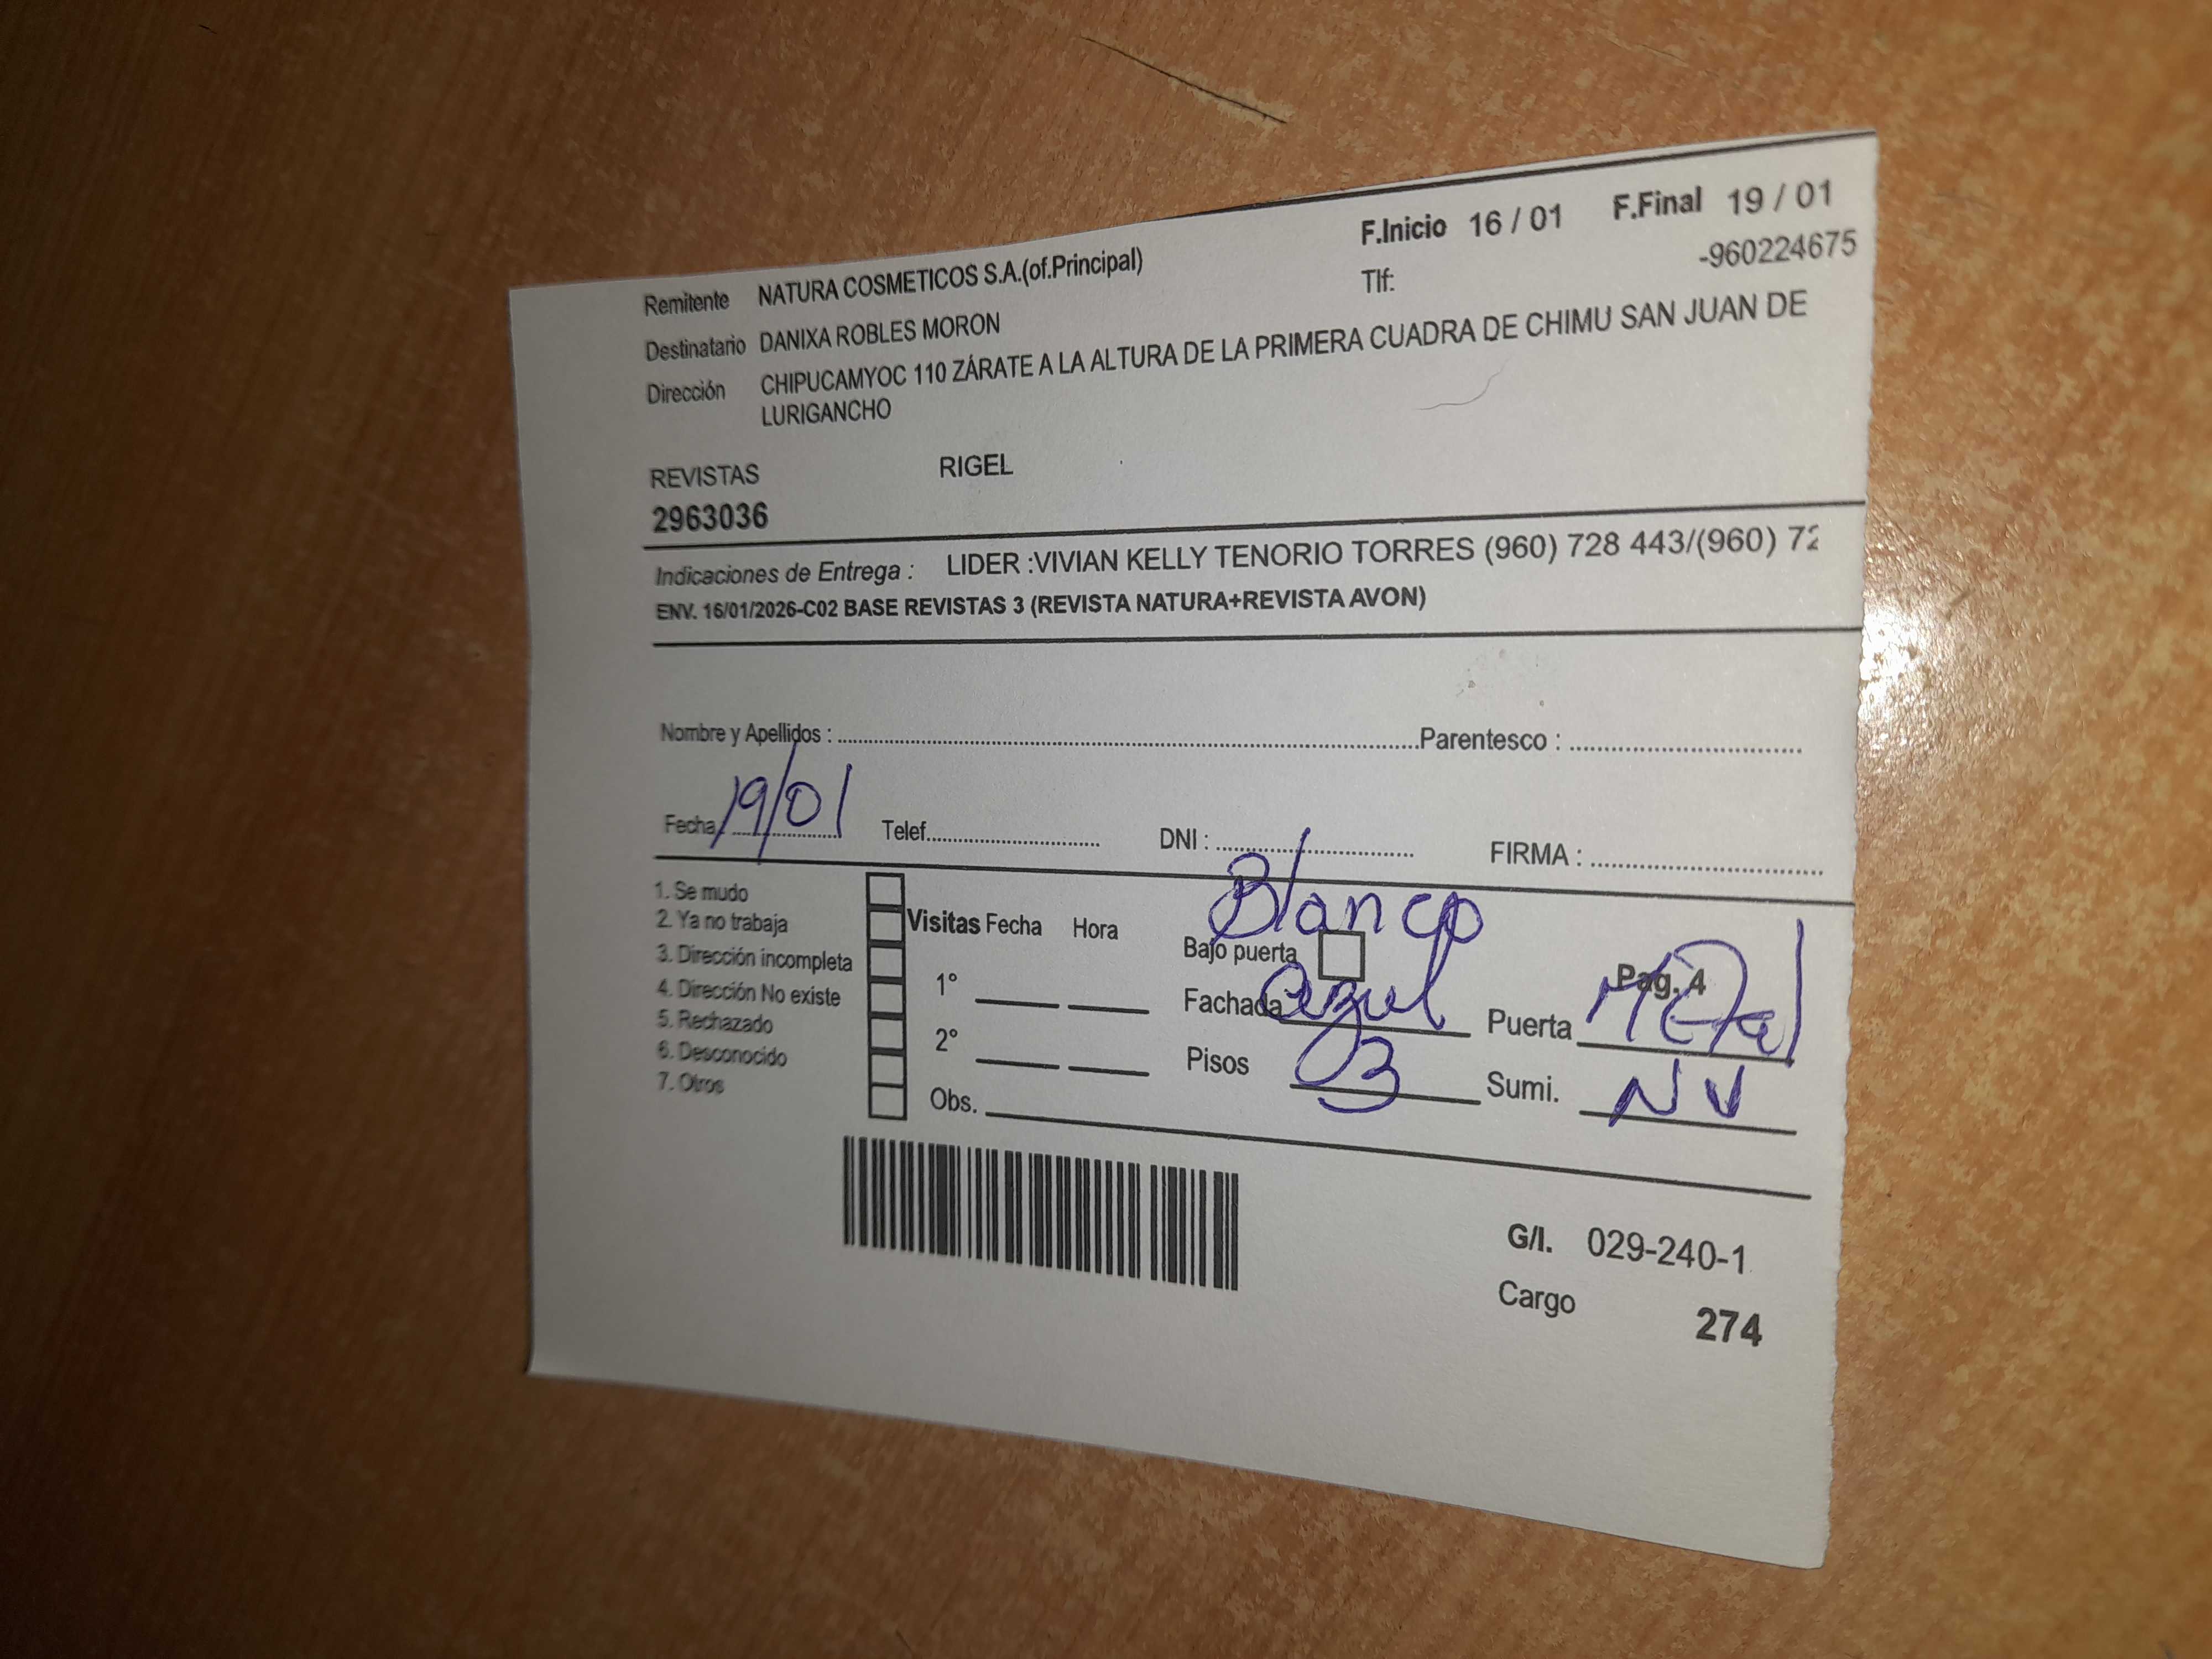 F.Inicio 16 / 01 F.Final 19 / 01
Remitente NATURA COSMETICOS S.A.(of.Principal) Tlf: -960224675
Destinatario DANIXA ROBLES MORON
Dirección CHIPUCAMYOC 110 ZÁRATE A LA ALTURA DE LA PRIMERA CUADRA DE CHIMU SAN JUAN DE
LURIGANCHO
REVISTAS RIGEL
2963036
Indicaciones de Entrega : LIDER :VIVIAN KELLY TENORIO TORRES (960) 728 443/(960) 72
ENV. 16/01/2026-C02 BASE REVISTAS 3 (REVISTA NATURA+REVISTA AVON)
Nombre y Apellidos : Parentesco :
Fecha 19/01 Telef. DNI : FIRMA :
1. Se mudo
2. Ya no trabaja
3. Dirección incompleta
4. Dirección No existe
5. Rechazado
6. Desconocido
7. Otros
Visitas Fecha Hora
1°
2°
Obs.
Blanco
Bajo puerta
Pag. 4
Fachada azul Puerta Metal
Pisos 03 Sumi. NV
G/I. 029-240-1
Cargo 274